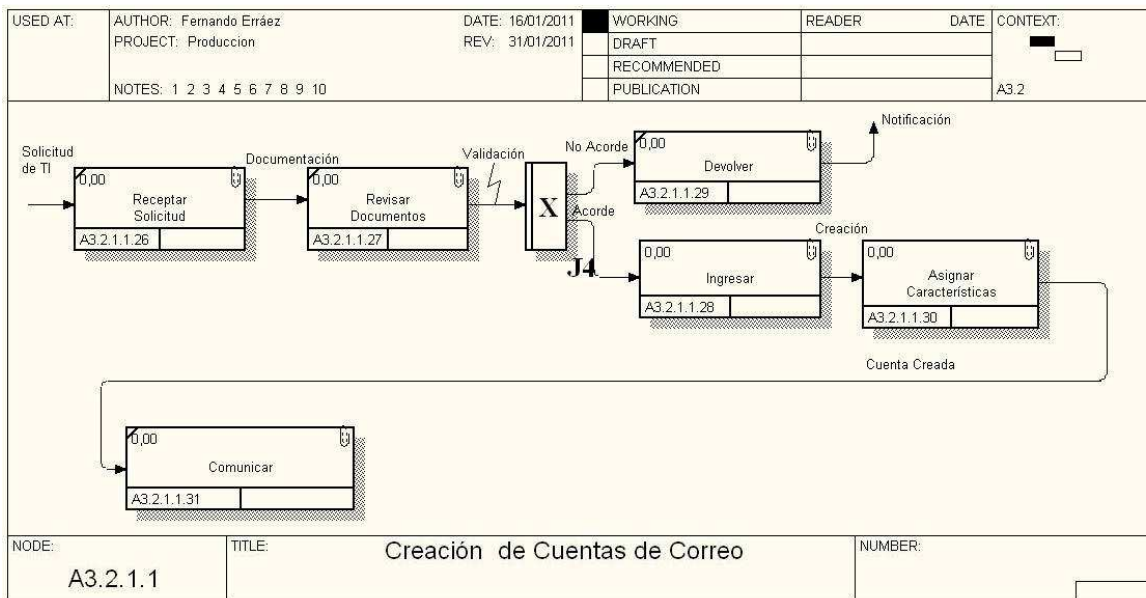 USED AT:
AUTHOR: Fernando Erráez
DATE: 16/01/2011
PROJECT: Produccion
REV: 31/01/2011
NOTES: 1 2 3 4 5 6 7 8 9 10
WORKING
DRAFT
RECOMMENDED
PUBLICATION
READER
DATE
CONTEXT:
A3.2
Solicitud
de TI
0,00
Receptar
Solicitud
A3.2.1.1.26
Documentación
0,00
Revisar
Documentos
A3.2.1.1.27
Validación
X
J4
No Acorde
Acorde
0,00
Devolver
A3.2.1.1.29
Notificación
0,00
Ingresar
A3.2.1.1.28
Creación
0,00
Asignar
Características
A3.2.1.1.30
Cuenta Creada
0,00
Comunicar
A3.2.1.1.31
NODE:
A3.2.1.1
TITLE:
Creación de Cuentas de Correo
NUMBER: